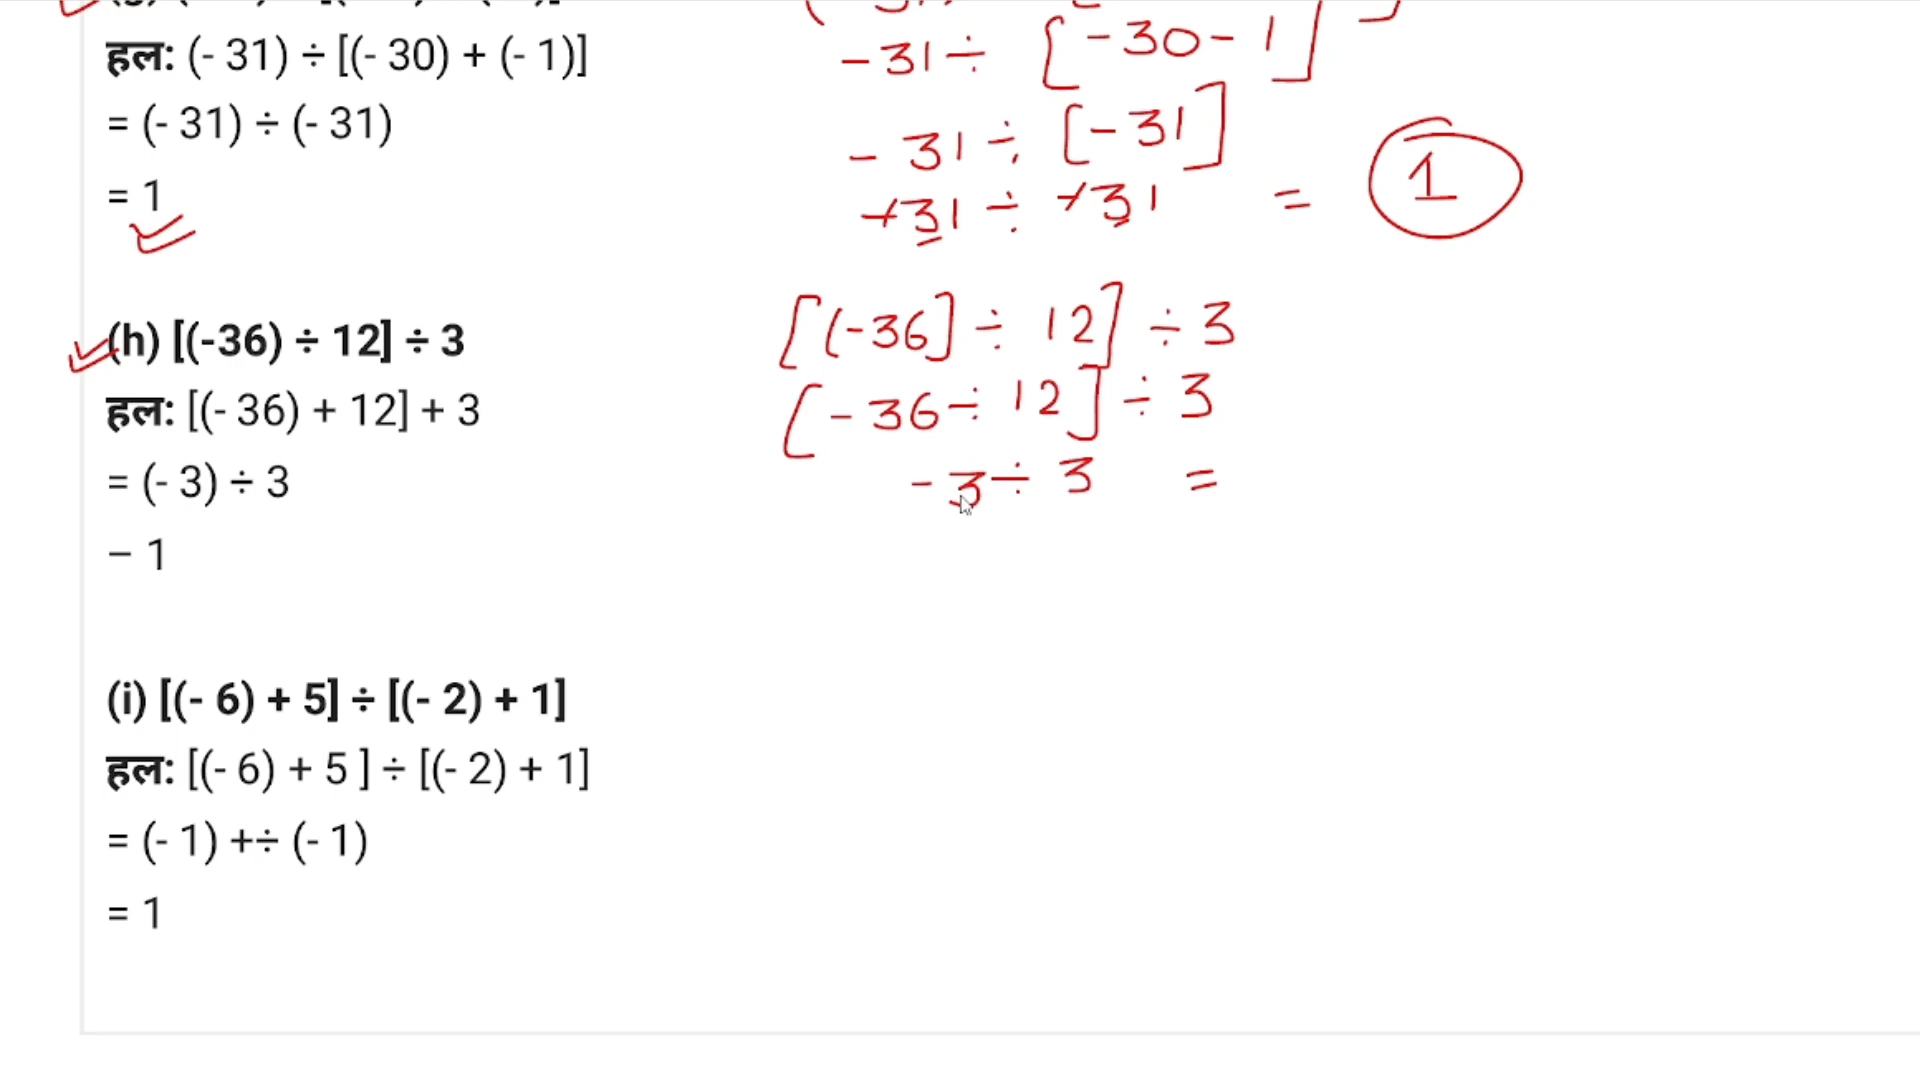 हल: (- 31) ÷ [(- 30) + (- 1)]
= (- 31) ÷ (- 31)
= 1
(h) [(-36) ÷ 12] ÷ 3
हल: [(- 36) + 12] + 3
= (- 3) ÷ 3
– 1
(i) [(- 6) + 5] ÷ [(- 2) + 1]
हल: [(- 6) + 5 ] ÷ [(- 2) + 1]
= (- 1) +÷ (- 1)
= 1
-31 ÷ [-30-1]
- 31 ÷ [-31]
-31 ÷ -31 = 1
[(-36] ÷ 12] ÷ 3
[-36 ÷ 12] ÷ 3
-3 ÷ 3 =